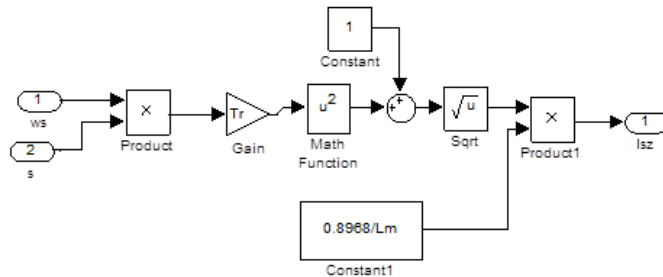 1
Constant
1
ws
2
s
×
Product
Tr
Gain
u²
Math
Function
++
√u
Sqrt
×
Product1
1
Isz
0.8968/Lm
Constant1